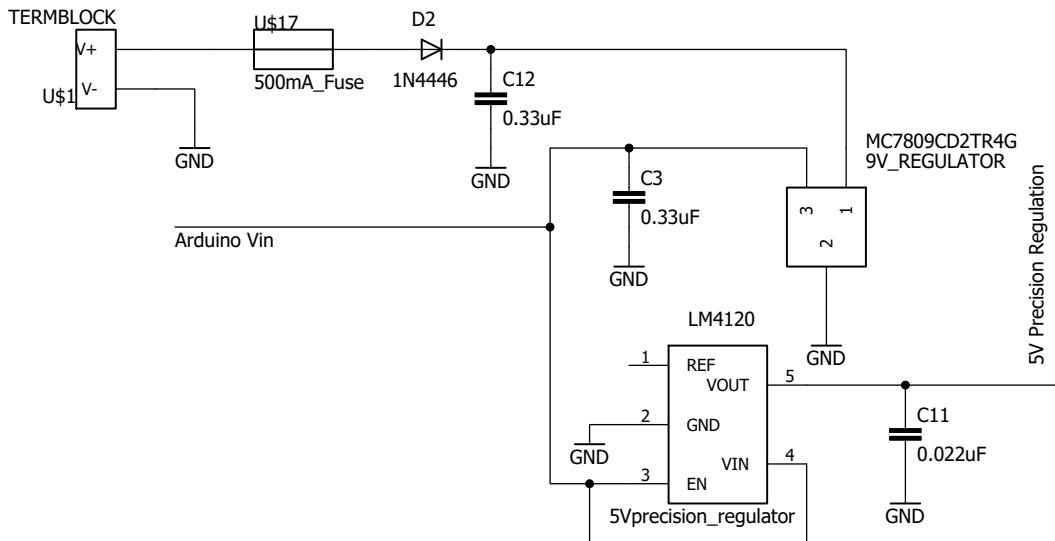 TERMBLOCK
V+
V-
U$1
GND
U$17
500mA_Fuse
D2
1N4446
C12
0.33uF
GND
MC7809CD2TR4G
9V_REGULATOR
3
1
2
GND
C3
0.33uF
GND
Arduino Vin
5V Precision Regulation
LM4120
1
REF
VOUT
5
2
GND
GND
VIN
4
3
EN
5Vprecision_regulator
C11
0.022uF
GND